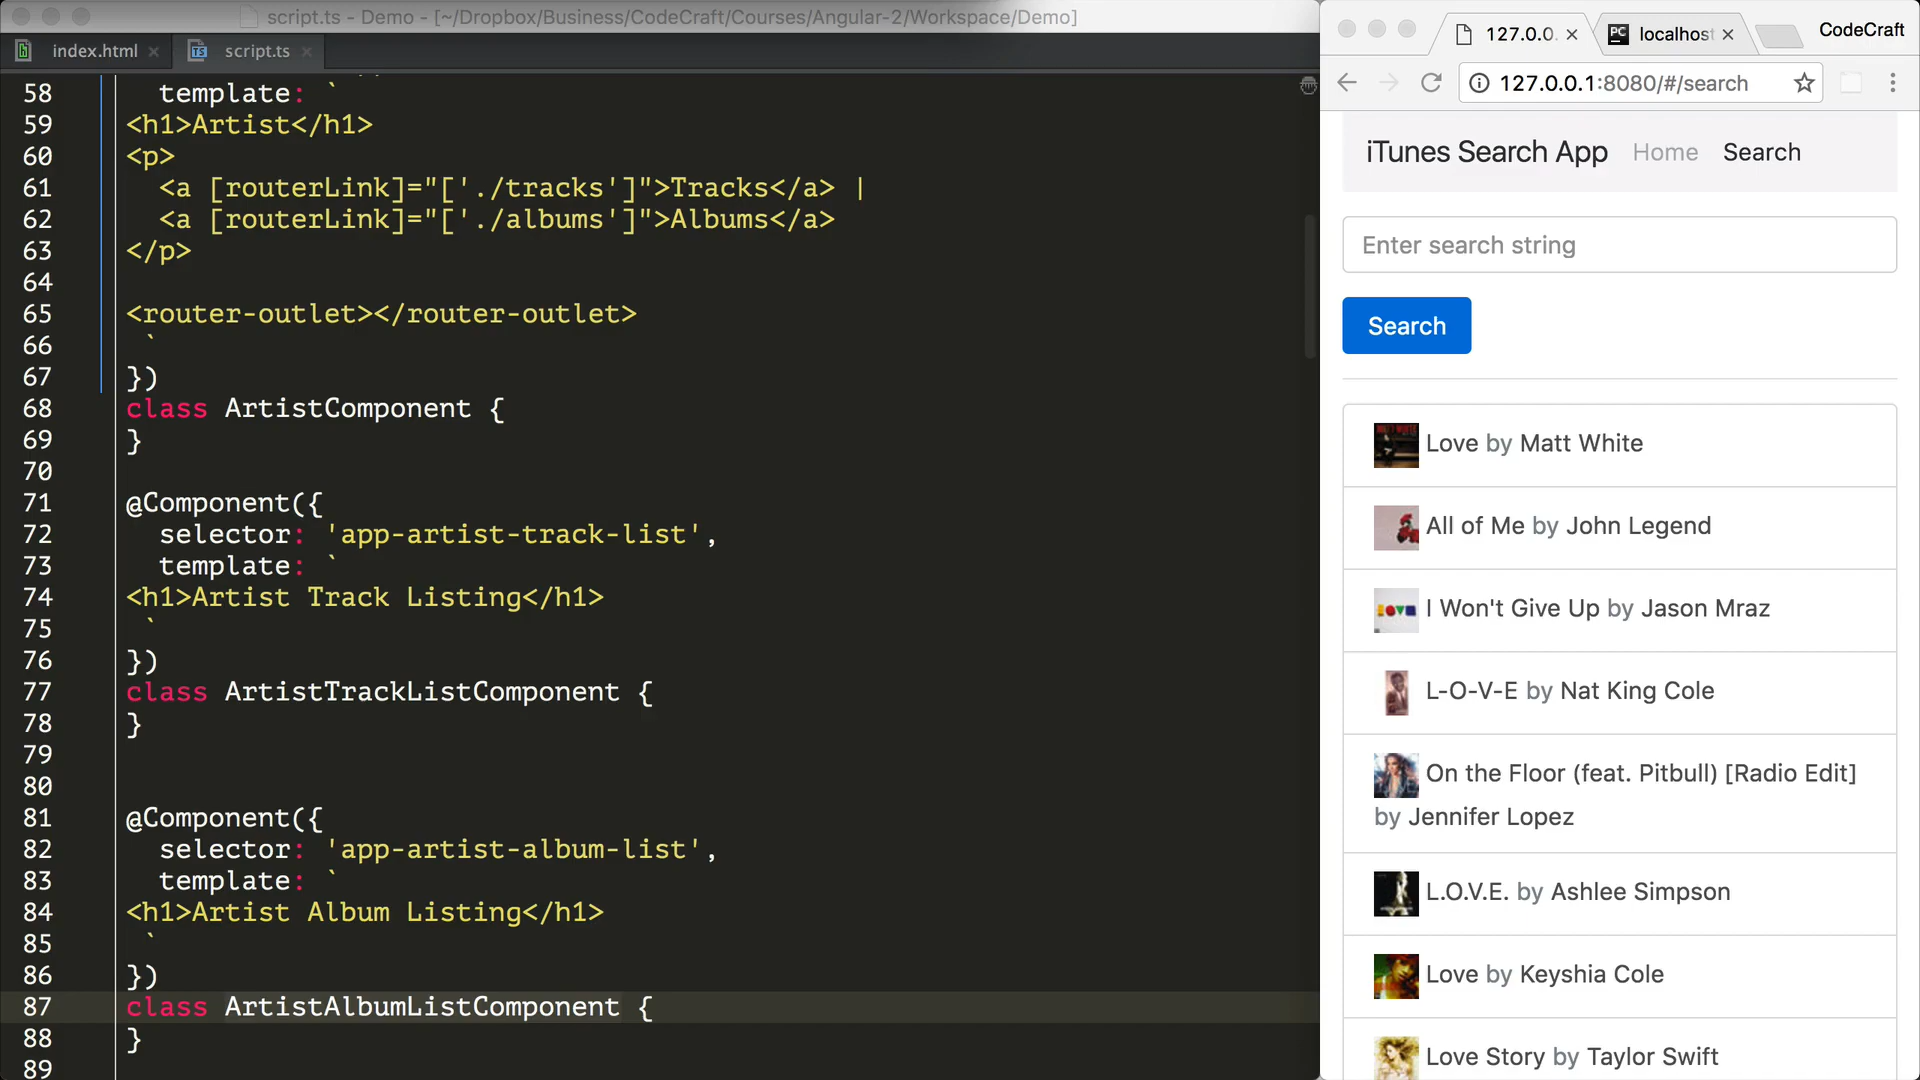 script.ts - Demo - [~/Dropbox/Business/CodeCraft/Courses/Angular-2/Workspace/Demo]
index.html
script.ts
58   template: `
59 <h1>Artist</h1>
60 <p>
61   <a [routerLink]="['./tracks']">Tracks</a> |
62   <a [routerLink]="['./albums']">Albums</a>
63 </p>
64
65 <router-outlet></router-outlet>
66  `
67 })
68 class ArtistComponent {
69 }
70
71 @Component({
72   selector: 'app-artist-track-list',
73   template: `
74 <h1>Artist Track Listing</h1>
75  `
76 })
77 class ArtistTrackListComponent {
78 }
79
80
81 @Component({
82   selector: 'app-artist-album-list',
83   template: `
84 <h1>Artist Album Listing</h1>
85  `
86 })
87 class ArtistAlbumListComponent {
88 }
89
127.0.0.
PC localhost
CodeCraft
127.0.0.1:8080/#/search
iTunes Search App Home Search
Enter search string
Search
Love by Matt White
All of Me by John Legend
I Won't Give Up by Jason Mraz
L-O-V-E by Nat King Cole
On the Floor (feat. Pitbull) [Radio Edit]
by Jennifer Lopez
L.O.V.E. by Ashlee Simpson
Love by Keyshia Cole
Love Story by Taylor Swift